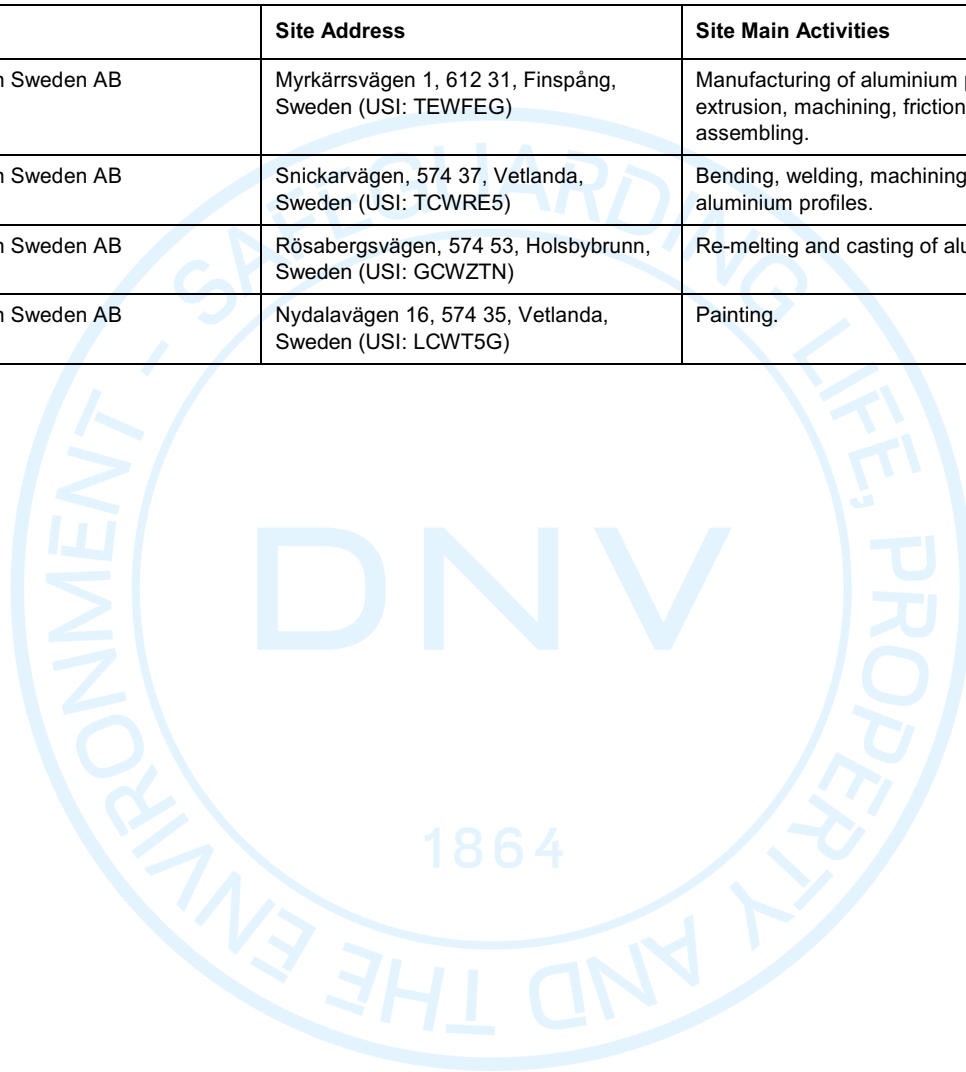 Site Address Site Main Activities
Sweden AB Myrkärrsvägen 1, 612 31, Finspång, Manufacturing of aluminium
Sweden (USI: TEWFEG) extrusion, machining, friction
assembling.
Sweden AB Snickarvägen, 574 37, Vetlanda, Bending, welding, machining
Sweden (USI: TCWRE5) aluminium profiles.
Sweden AB Rösabergsvägen, 574 53, Holsbybrunn, Re-melting and casting of
Sweden (USI: GCWZTN)
Sweden AB Nydalavägen 16, 574 35, Vetlanda, Painting.
Sweden (USI: LCWT5G)
SAFEGUARDING LIFE, PROPERTY AND THE ENVIRONMENT -
DNV
1864